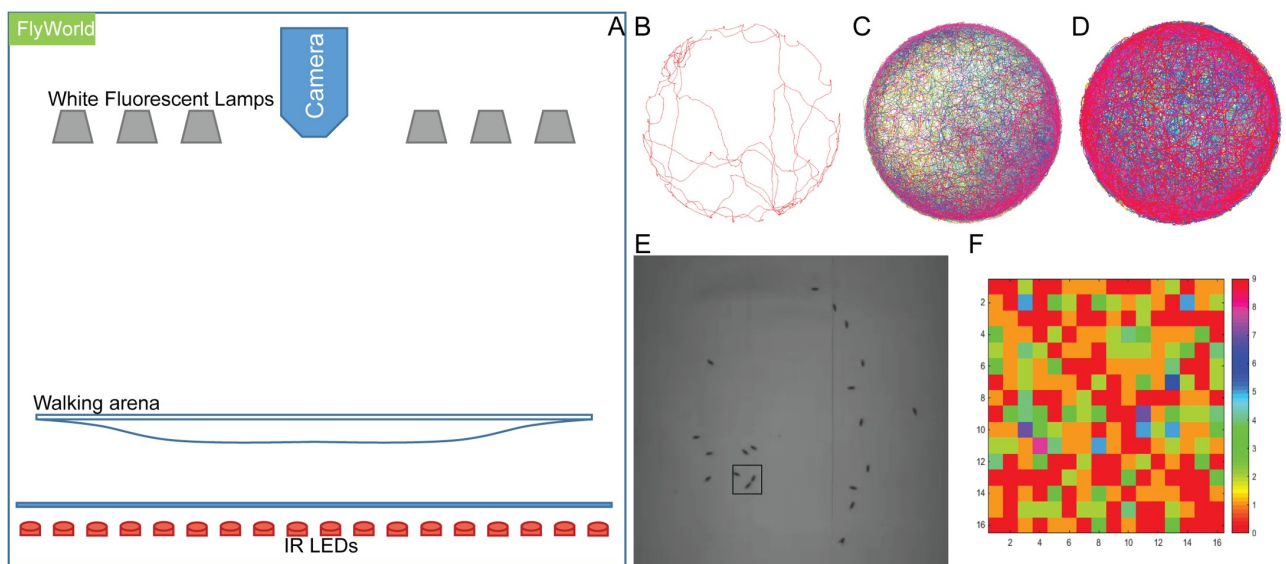 FlyWorld
A
Camera
White Fluorescent Lamps
Walking arena
IR LEDs
B
C
D
E
F
2
4
6
8
10
12
14
16
2 4 6 8 10 12 14 16
9
8
7
6
5
4
3
2
1
0